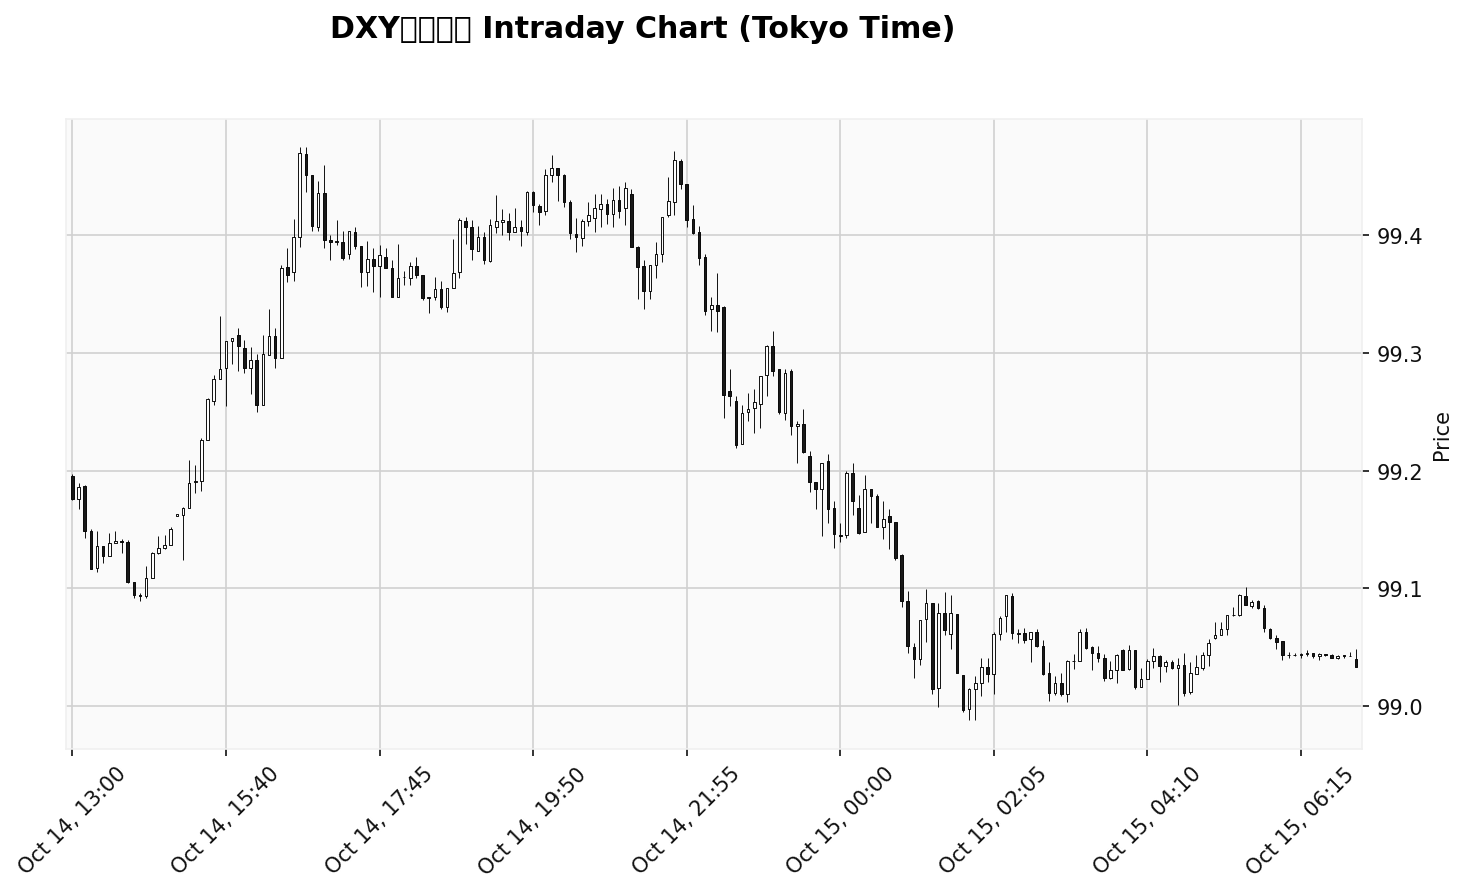 DXY Intraday Chart (Tokyo Time)
99.4
99.3
99.2
99.1
99.0
Price
Oct 14, 13:00
Oct 14, 15:40
Oct 14, 17:45
Oct 14, 19:50
Oct 14, 21:55
Oct 15, 00:00
Oct 15, 02:05
Oct 15, 04:10
Oct 15, 06:15